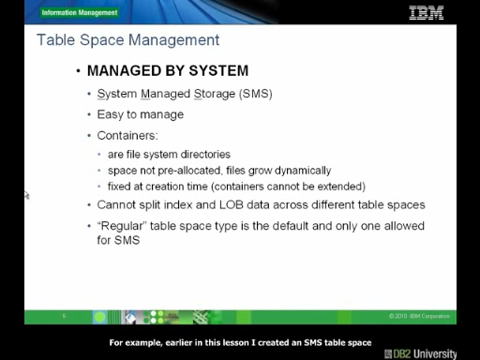 Information Management
IBM
Table Space Management
• MANAGED BY SYSTEM
• System Managed Storage (SMS)
• Easy to manage
• Containers:
• are file system directories
• space not pre-allocated, files grow dynamically
• fixed at creation time (containers cannot be extended)
• Cannot split index and LOB data across different table spaces
• “Regular” table space type is the default and only one allowed
for SMS
© 2010 IBM Corporation
For example, earlier in this lesson I created an SMS table space
DB2 University